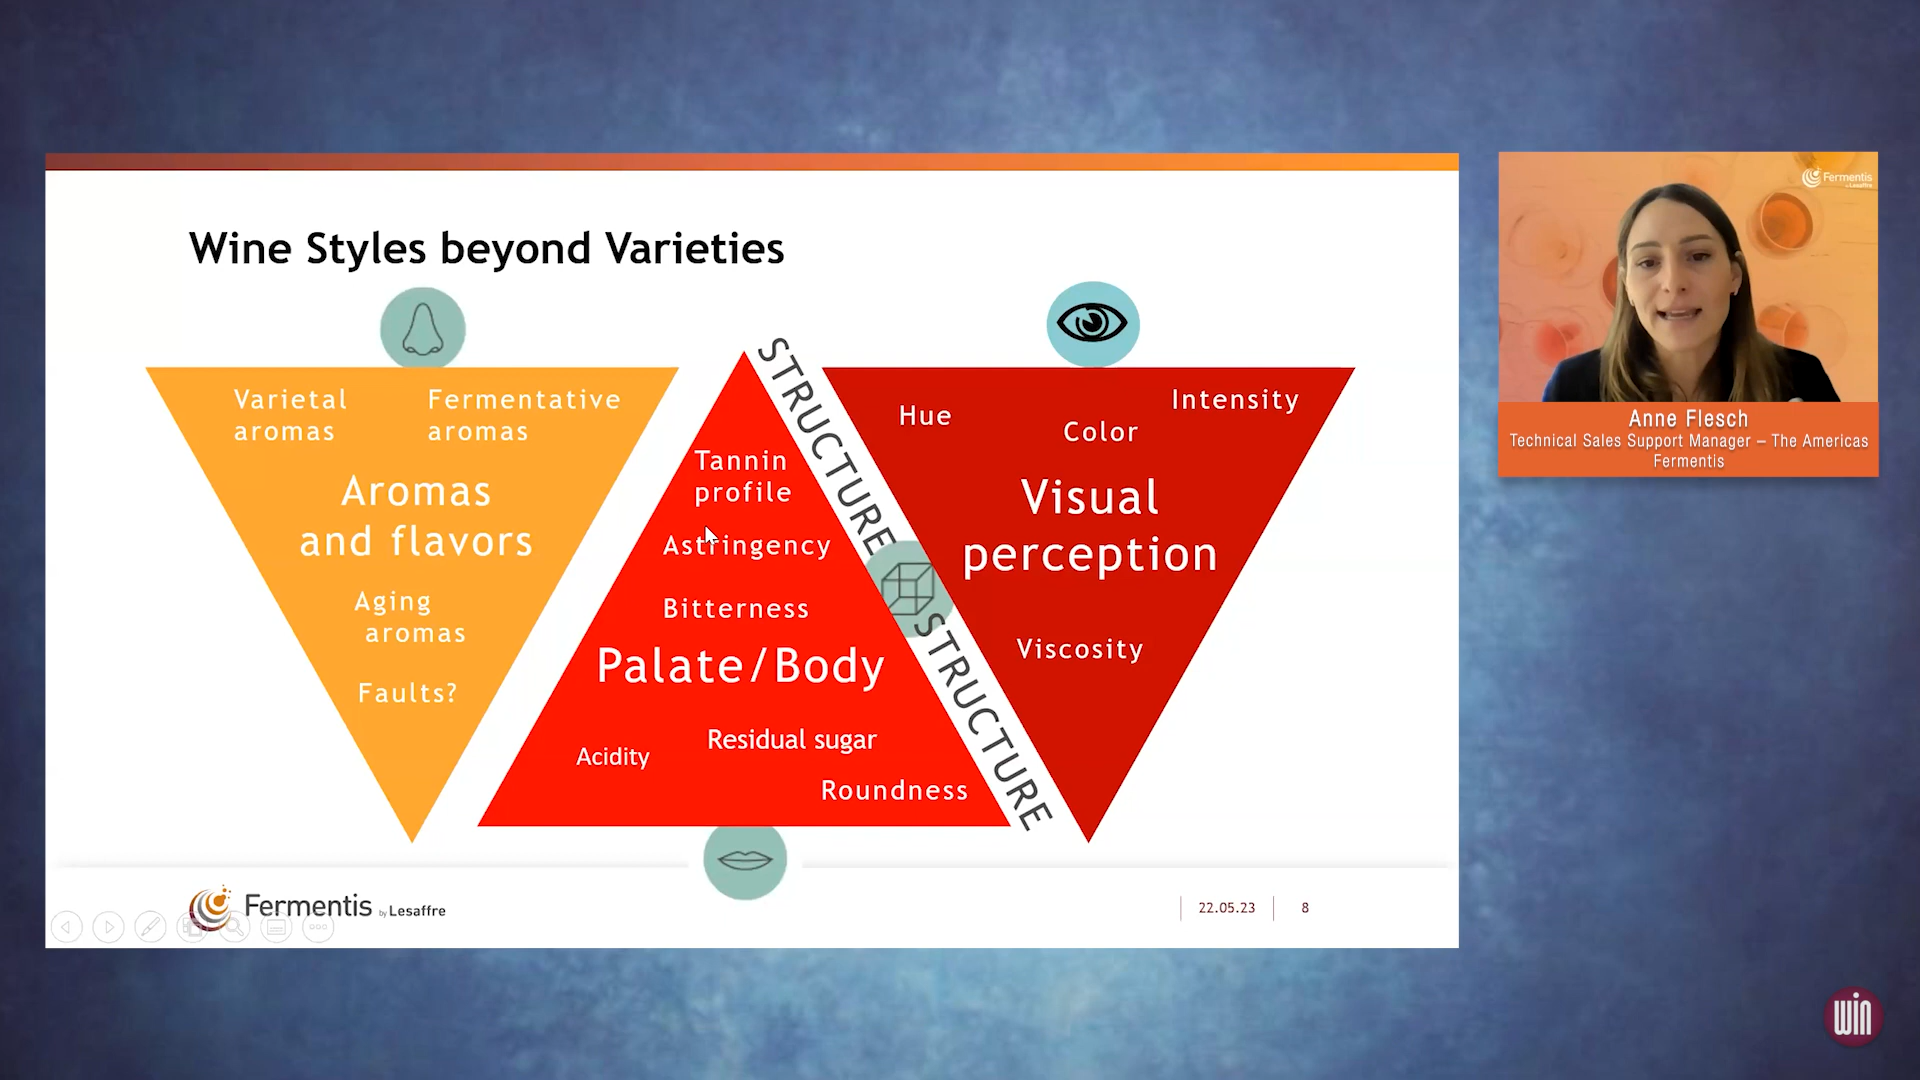 Wine Styles beyond Varieties
Varietal
aromas
Fermentative
aromas
Aromas
and flavors
Aging
aromas
Faults?
Tannin
profile
Astringency
Bitterness
Palate/Body
Acidity
Residual sugar
Roundness
STRUCTURE
STRUCTURE
Hue
Color
Intensity
Visual
perception
Viscosity
Fermentis by Lesaffre
22.05.23
8
Fermentis
by Lesaffre
Anne Flesch
Technical Sales Support Manager – The Americas
Fermentis
win